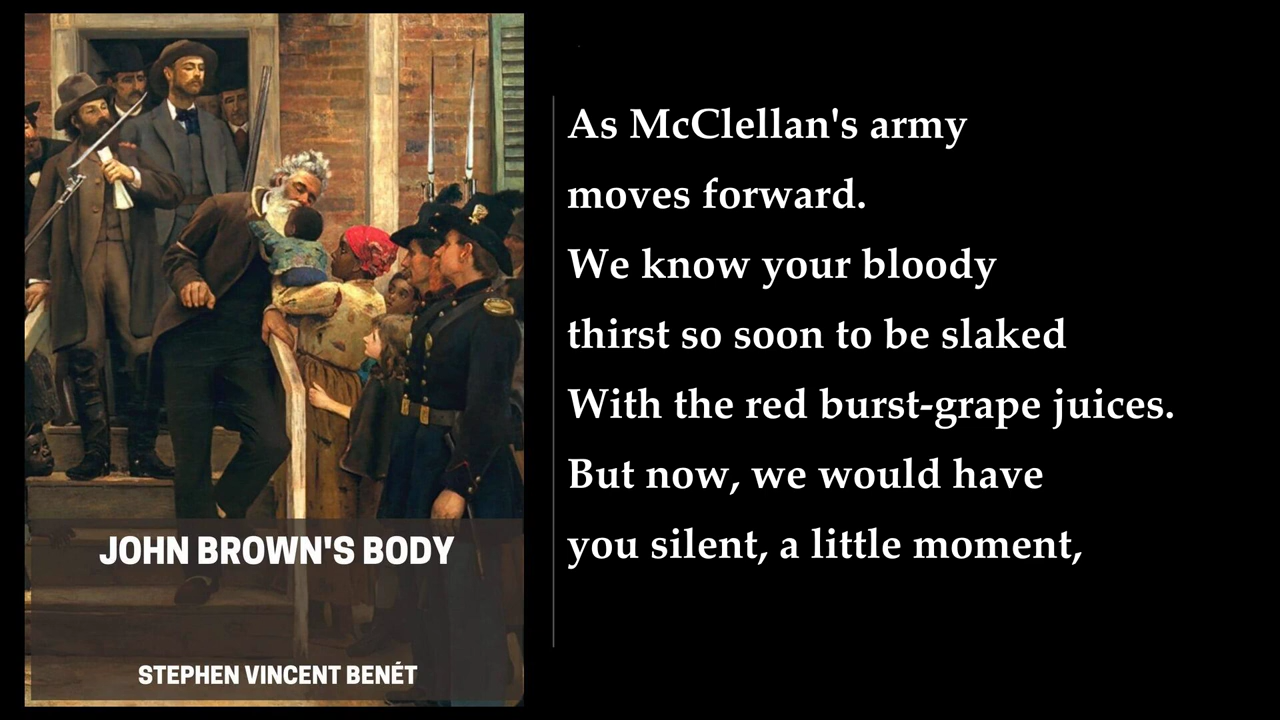 JOHN BROWN'S BODY
STEPHEN VINCENT BENÉT
As McClellan's army
moves forward.
We know your bloody
thirst so soon to be slaked
With the red burst-grape juices.
But now, we would have
you silent, a little moment,